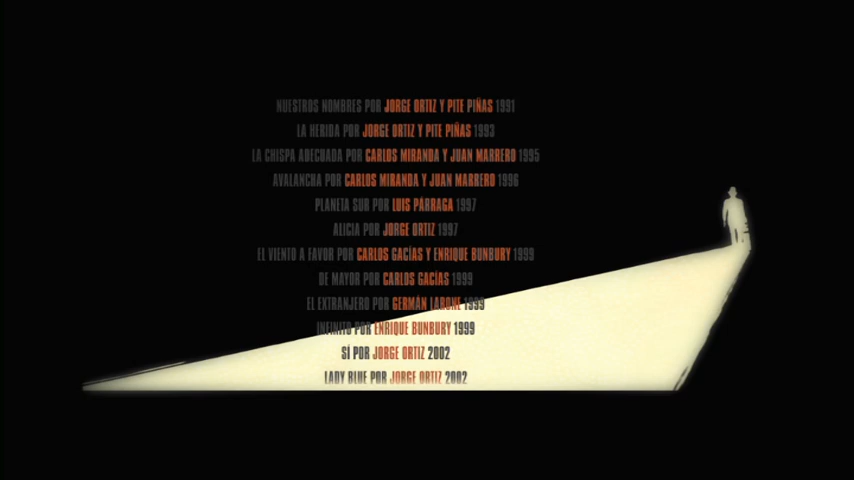 NUESTROS NOMBRES POR JORGE ORTIZ Y PITE PIÑAS 1991
LA HERIDA POR JORGE ORTIZ Y PITE PIÑAS 1993
LA CHISPA ADECUADA POR CARLOS MIRANDA Y JUAN MARRERO 1995
AVALANCHA POR CARLOS MIRANDA Y JUAN MARRERO 1996
PLANETA SUR POR LUIS PÁRRAGA 1997
ALICIA POR JORGE ORTIZ 1997
EL VIENTO A FAVOR POR CARLOS GACÍAS Y ENRIQUE BUNBURY 1999
DE MAYOR POR CARLOS GACÍAS 1999
EL EXTRANJERO POR GERMÁN LARONE 1999
INFINITO POR ENRIQUE BUNBURY 1999
SÍ POR JORGE ORTIZ 2002
LADY BLUE POR JORGE ORTIZ 2002